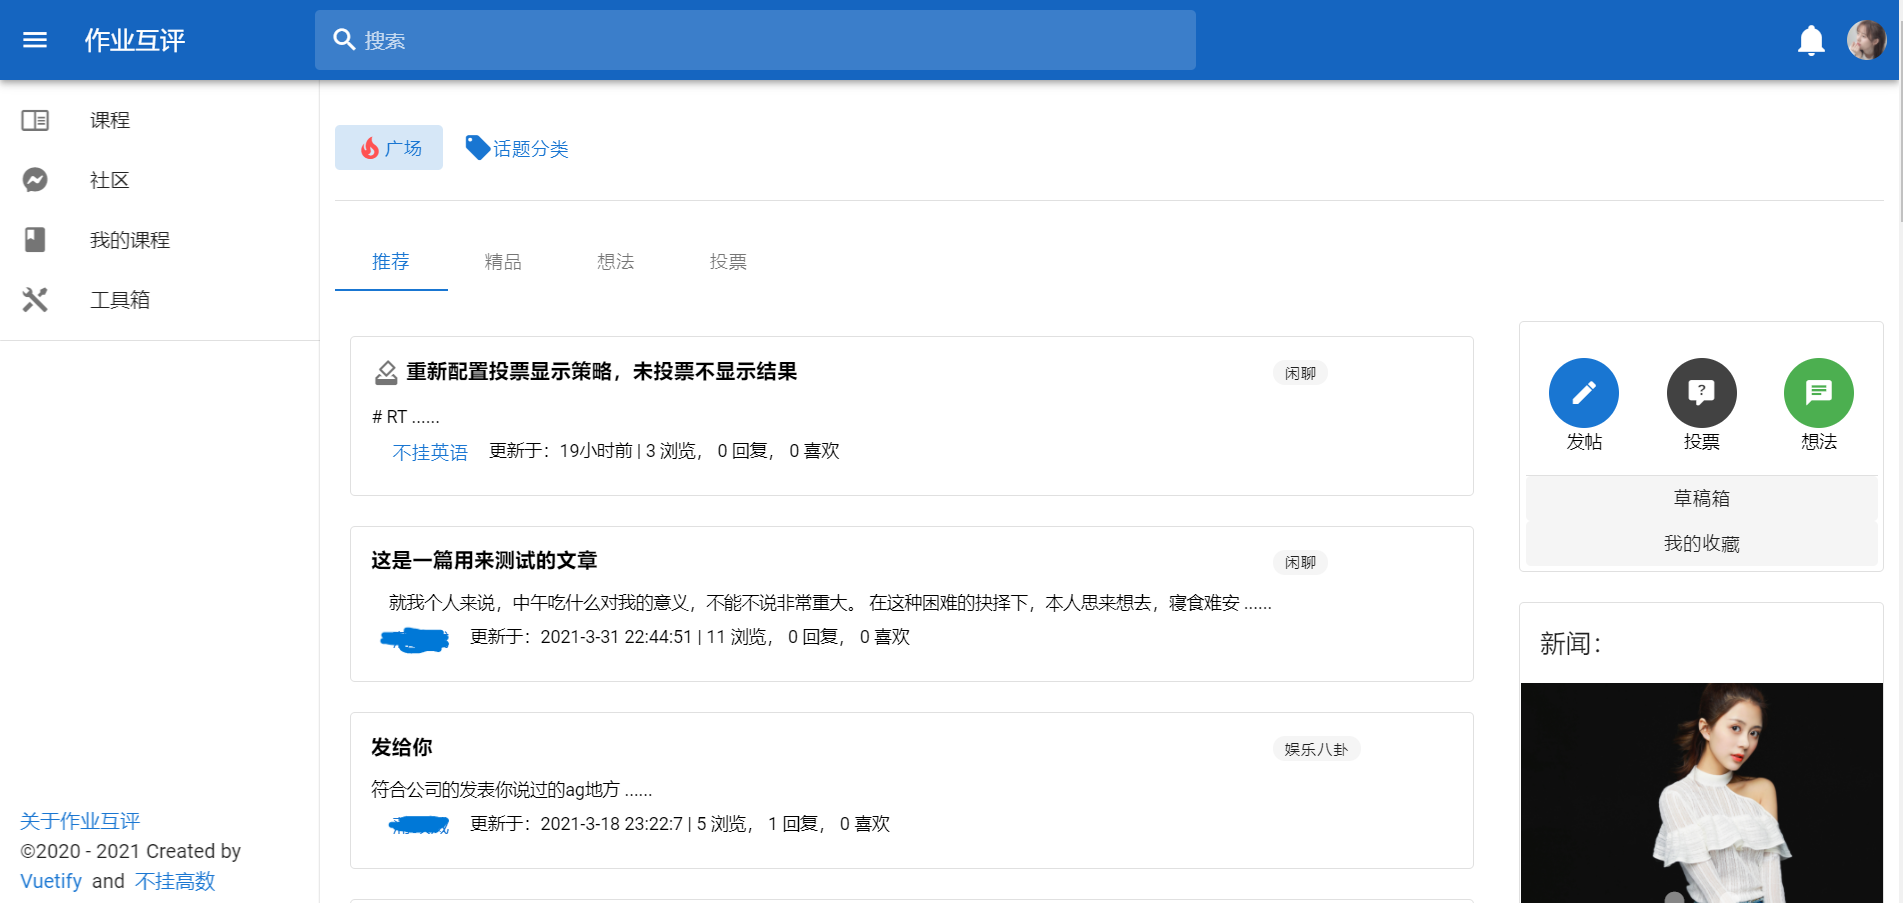 作业互评
搜索
课程
社区
我的课程
工具箱
广场
话题分类
推荐
精品
想法
投票
重新配置投票显示策略，未投票不显示结果
闲聊
# RT ......
不挂英语 更新于：19小时前 | 3 浏览， 0 回复， 0 喜欢
这是一篇用来测试的文章
闲聊
就我个人来说，中午吃什么对我的意义，不能不说非常重大。 在这种困难的抉择下，本人思来想去，寝食难安 ......
更新于：2021-3-31 22:44:51 | 11 浏览， 0 回复， 0 喜欢
发给你
娱乐八卦
符合公司的发表你说过的ag地方 ......
更新于：2021-3-18 23:22:7 | 5 浏览， 1 回复， 0 喜欢
发帖
投票
想法
草稿箱
我的收藏
新闻：
关于作业互评
©2020 - 2021 Created by
Vuetify and 不挂高数